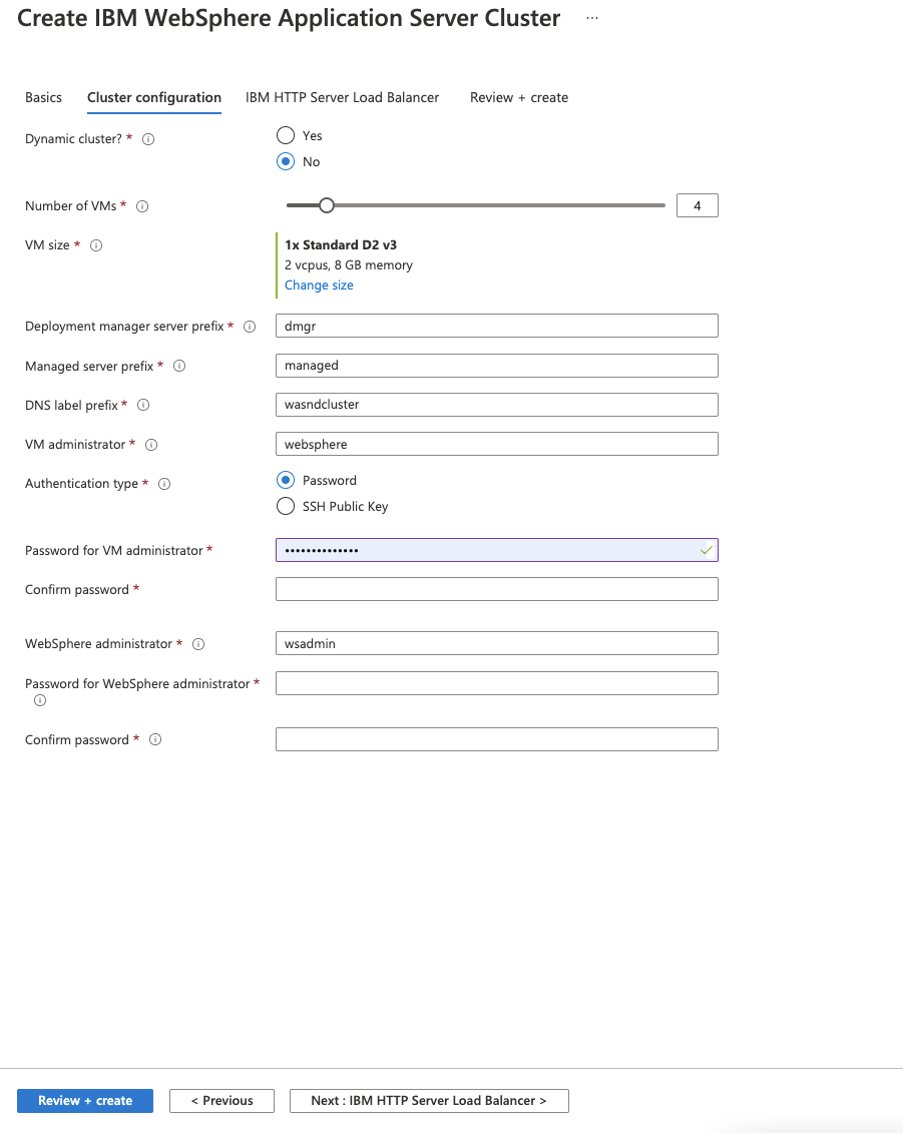 Create IBM WebSphere Application Server Cluster ...
Basics Cluster configuration IBM HTTP Server Load Balancer Review + create
Dynamic cluster? * Yes
No
Number of VMs * 4
VM size * 1x Standard D2 v3
2 vcpus, 8 GB memory
Change size
Deployment manager server prefix * dmgr
Managed server prefix * managed
DNS label prefix * wasndcluster
VM administrator * websphere
Authentication type * Password
SSH Public Key
Password for VM administrator * ••••••••••••••
Confirm password *
WebSphere administrator * wsadmin
Password for WebSphere administrator *
Confirm password *
Review + create < Previous Next : IBM HTTP Server Load Balancer >